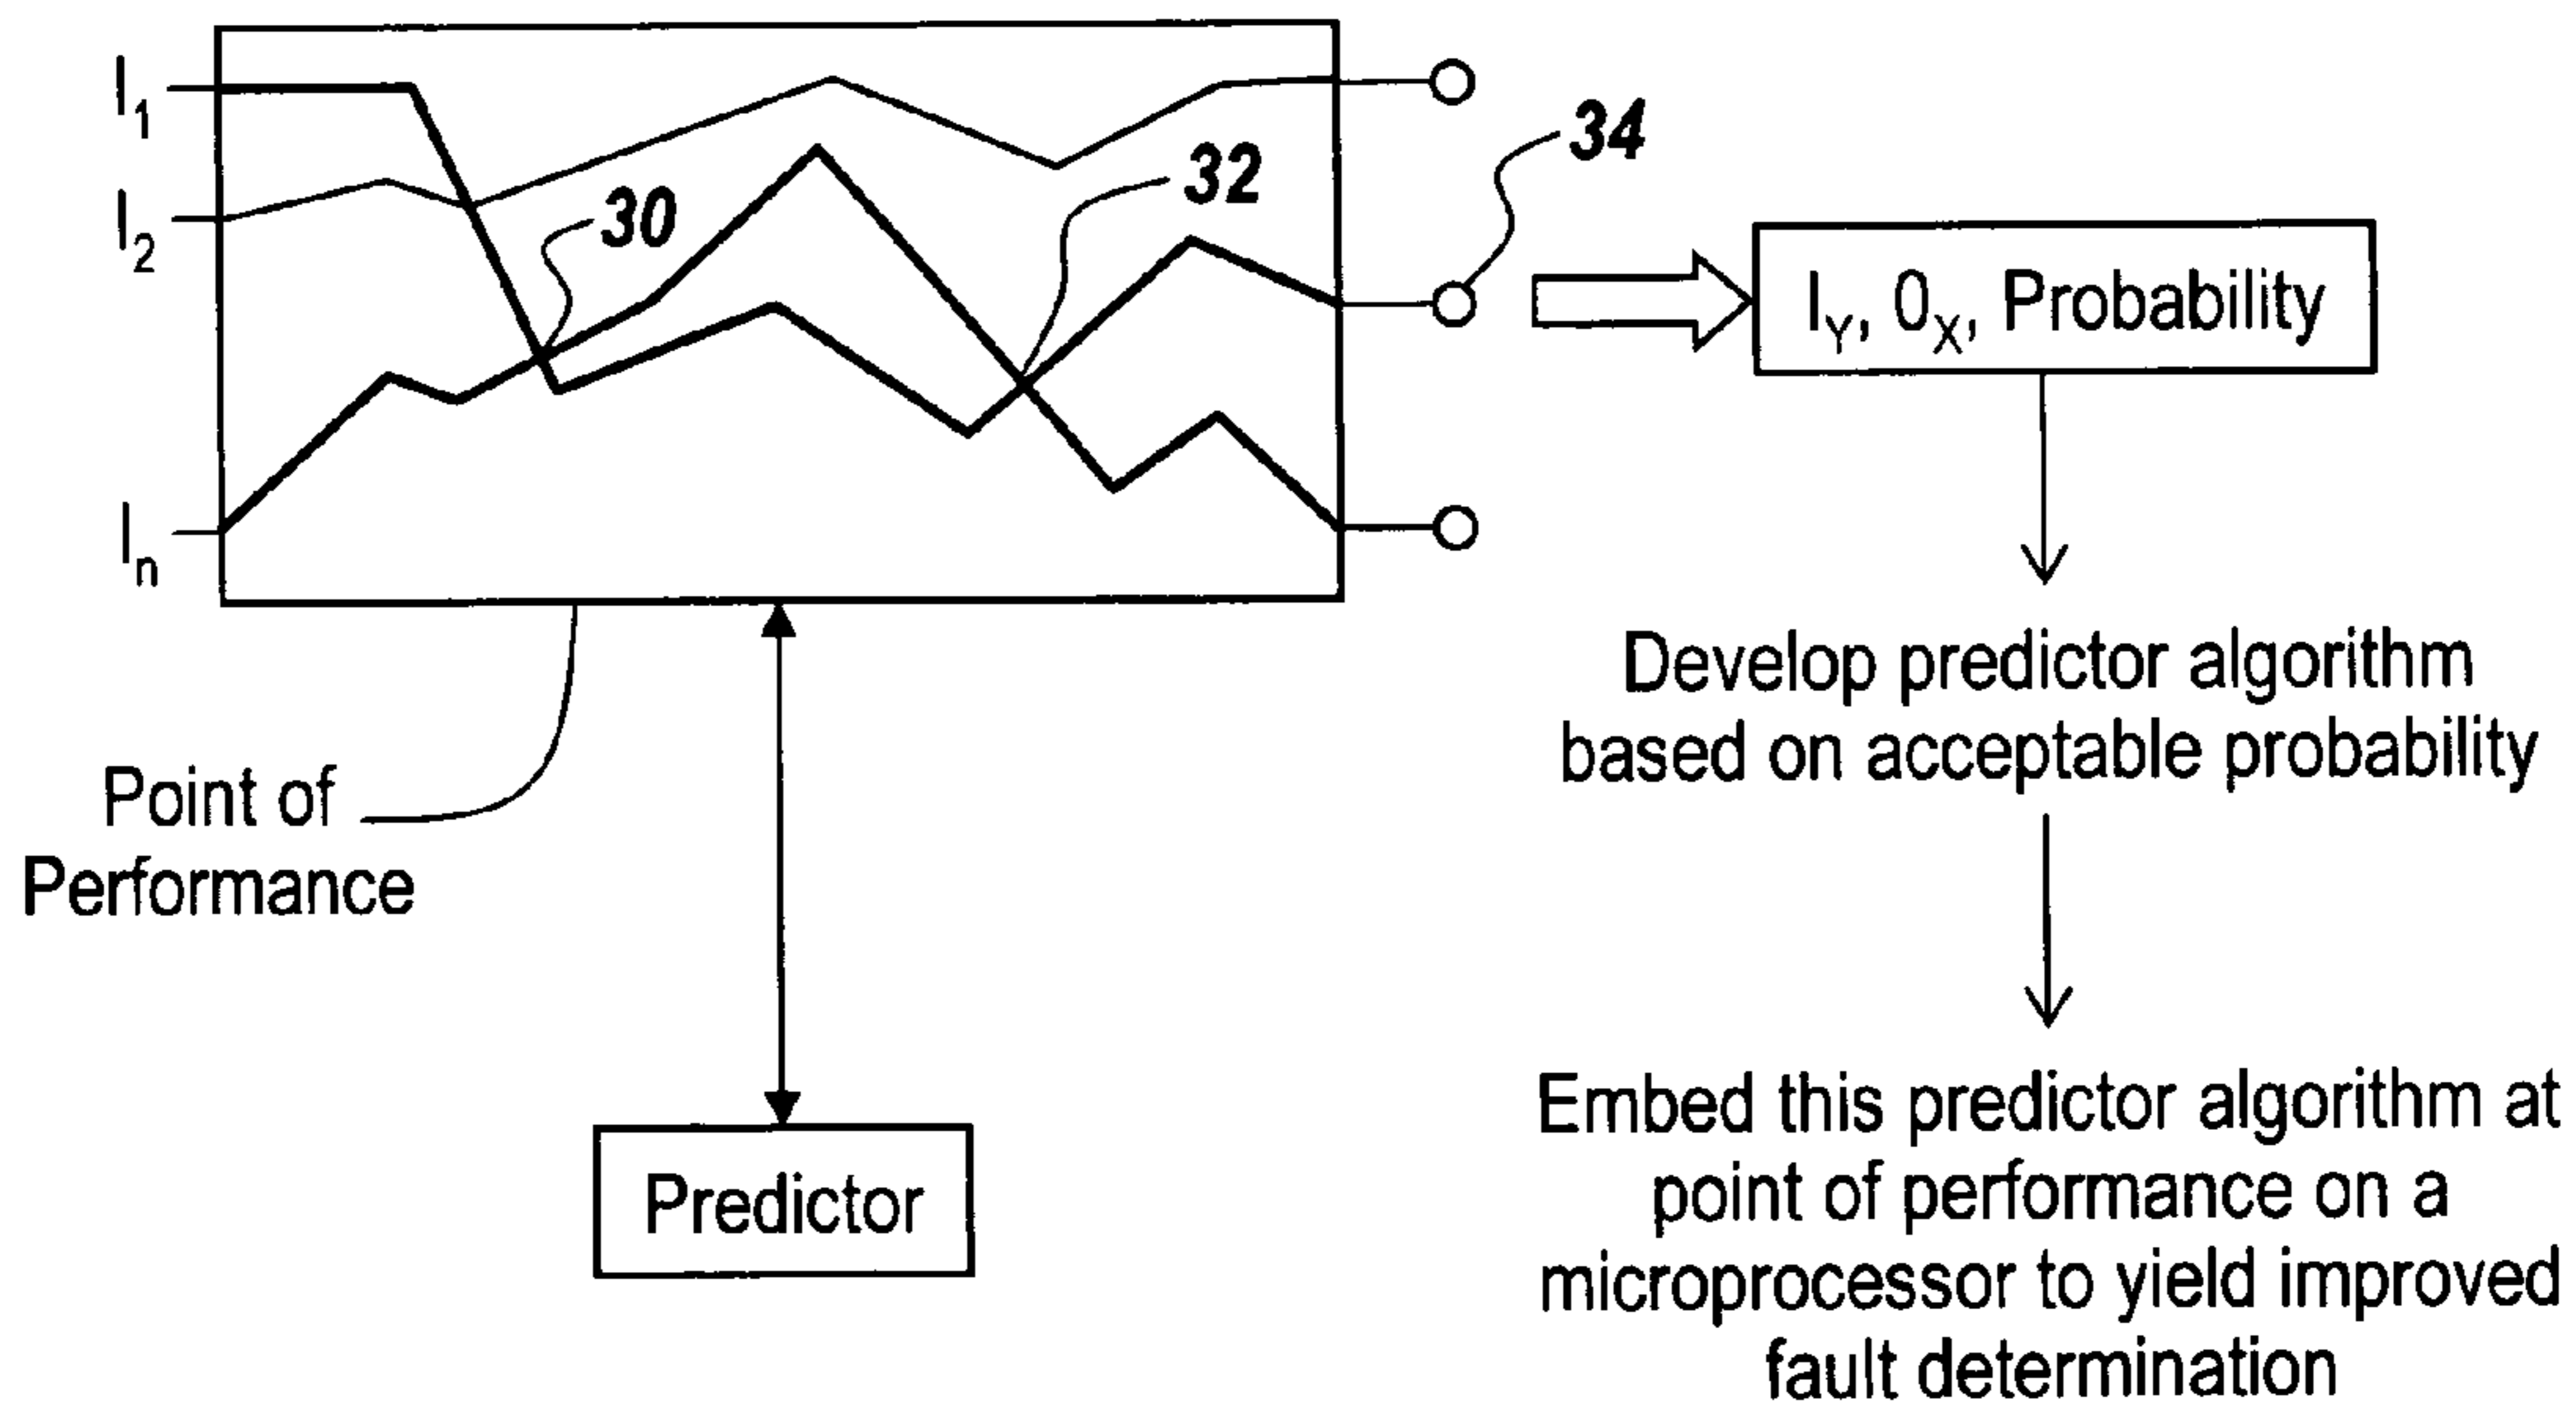 I1
I2
In
30
32
34
IY, 0X, Probability
Point of
Performance
Predictor
Develop predictor algorithm
based on acceptable probability
Embed this predictor algorithm at
point of performance on a
microprocessor to yield improved
fault determination